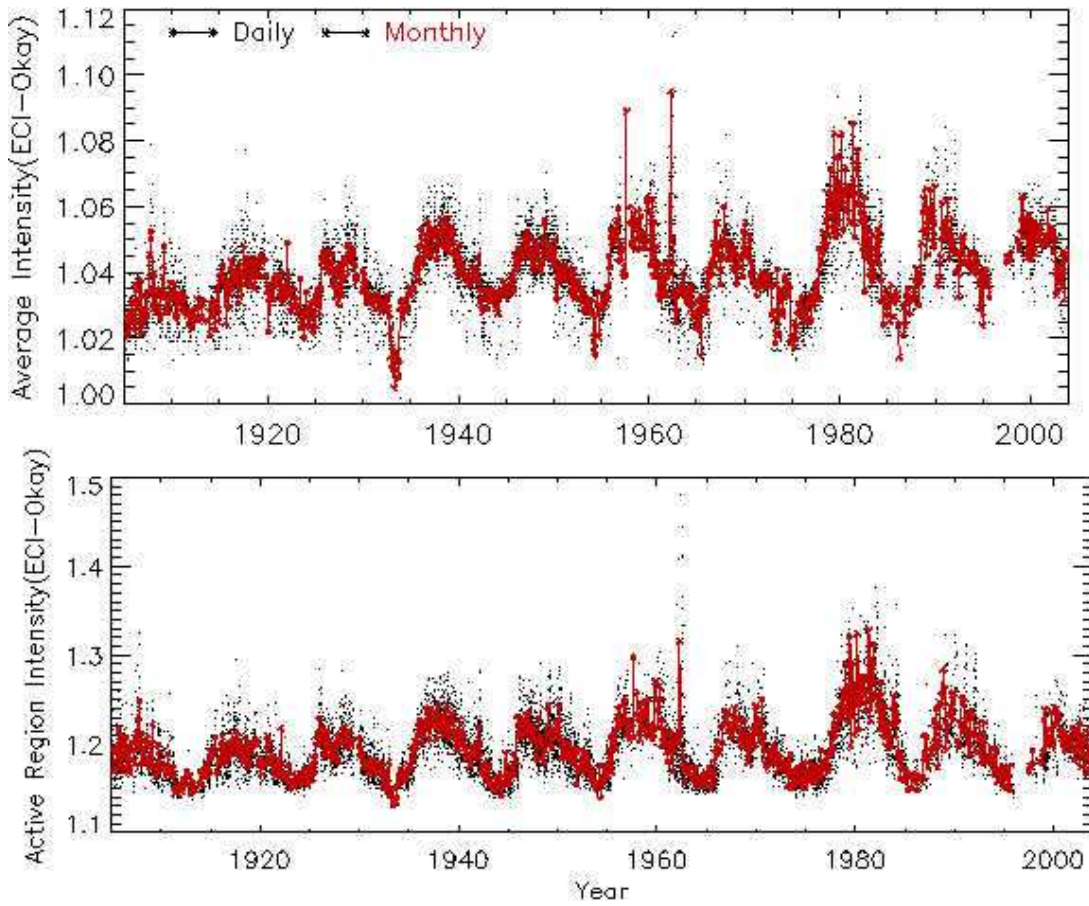 Average Intensity(ECI-Okay)
1.12
1.10
1.08
1.06
1.04
1.02
1.00
Daily Monthly
1920 1940 1960 1980 2000
Active Region Intensity(ECI-Okay)
1.5
1.4
1.3
1.2
1.1
1920 1940 1960 1980 2000
Year